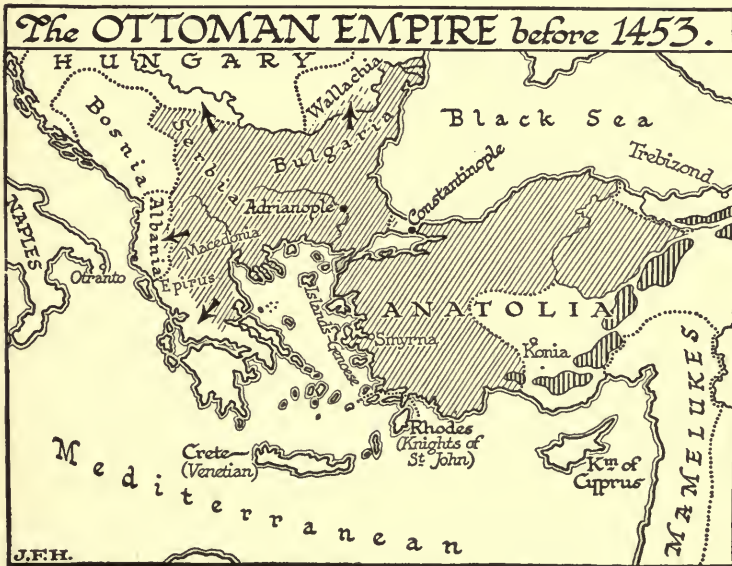 The OTTOMAN EMPIRE before 1453.
HUNGARY
Wallachia
Bosnia
Serbia
Bulgaria
Black Sea
Trebizond
Constantinople
Adrianople
NAPLES
Albania
Macedonia
Otranto
Epirus
Islands Genoese
ANATOLIA
Smyrna
Konia
MAMELUKES
Rhodes
(Knights of
St John)
Crete
(Venetian)
Km of
Cyprus
Mediterranean
J.F.H.